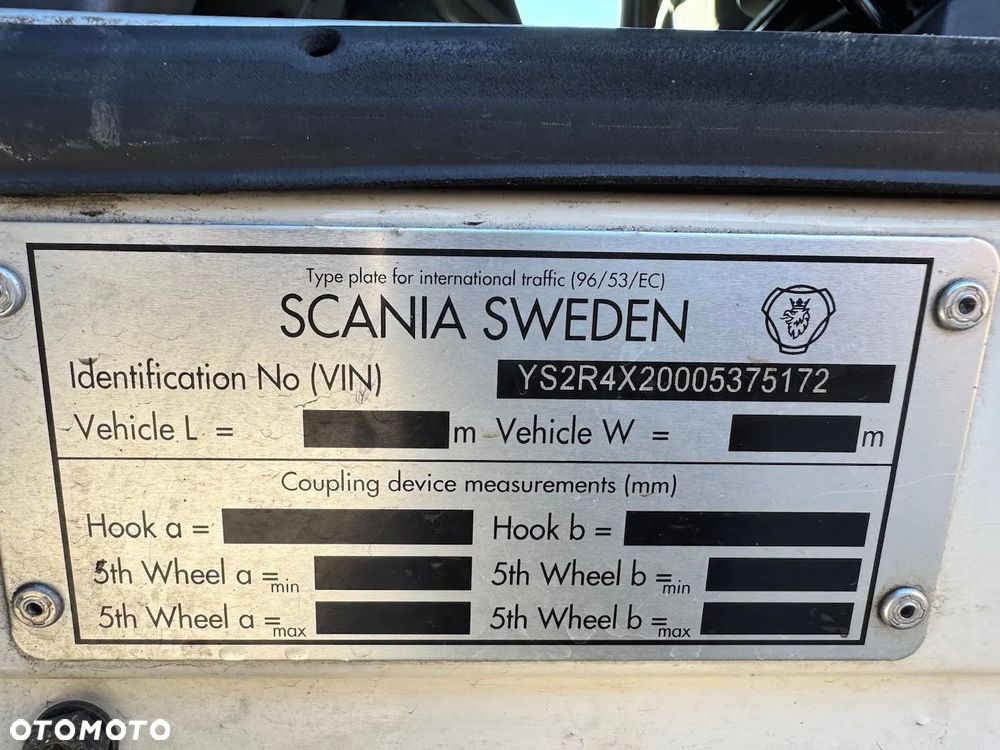 Type plate for international traffic (96/53/EC)
SCANIA SWEDEN
Identification No (VIN) YS2R4X20005375172
Vehicle L = m Vehicle W = m
Coupling device measurements (mm)
Hook a = Hook b =
5th Wheel a =min 5th Wheel b =min
5th Wheel a =max 5th Wheel b =max
OTOMOTO